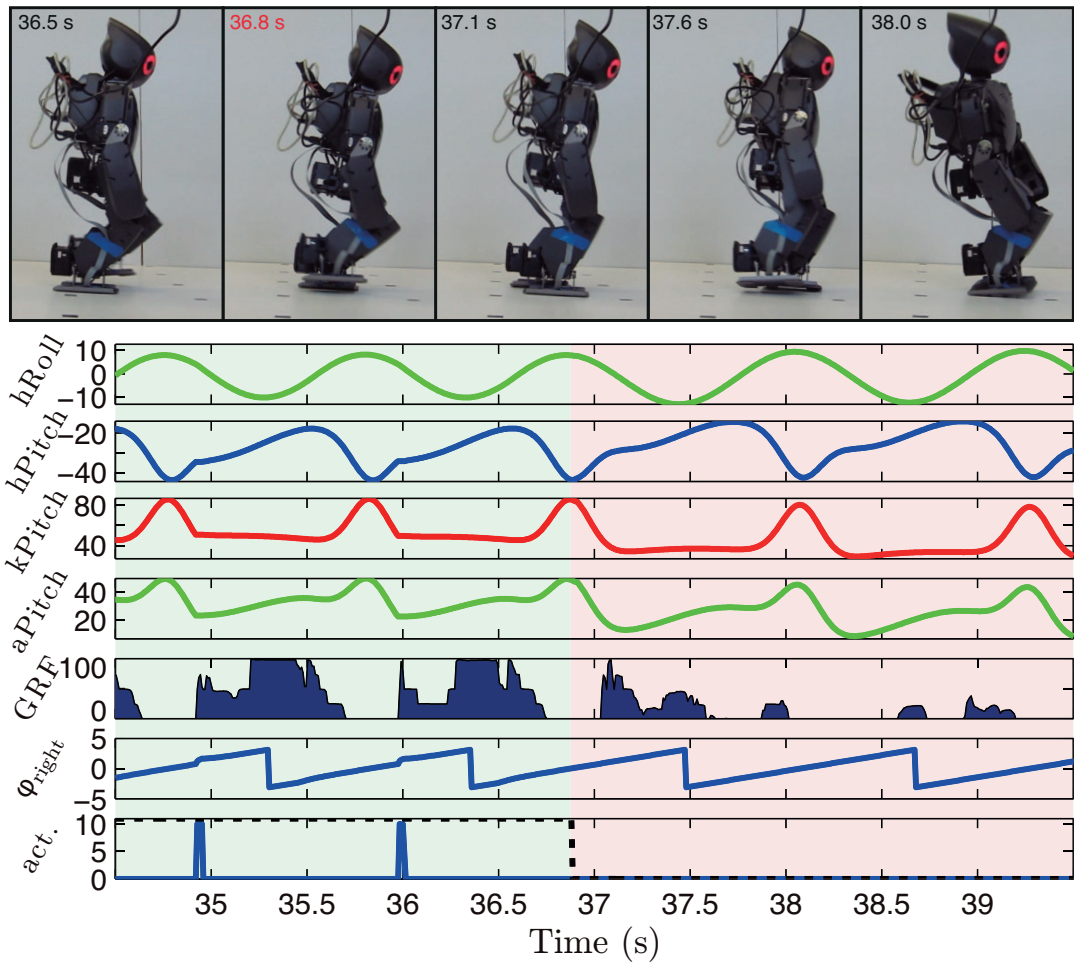 36.5 s 36.8 s 37.1 s 37.6 s 38.0 s
hRoll
10
0
−10
hPitch
−20
−40
kPitch
80
40
aPitch
40
20
GRF
100
0
φright
5
0
−5
act.
10
5
0
35 35.5 36 36.5 37 37.5 38 38.5 39
Time (s)